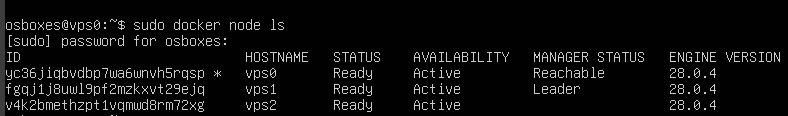 osboxes@vps0:~$ sudo docker node ls
[sudo] password for osboxes:
ID HOSTNAME STATUS AVAILABILITY MANAGER STATUS ENGINE VERSION
yc36jiqbvdbp7wa6wnvh5rqsp * vps0 Ready Active Reachable 28.0.4
fgqj1j8uwl9pf2mzkxvt29ejq vps1 Ready Active Leader 28.0.4
v4k2bmethzpt1vqmwd8rm72xg vps2 Ready Active 28.0.4